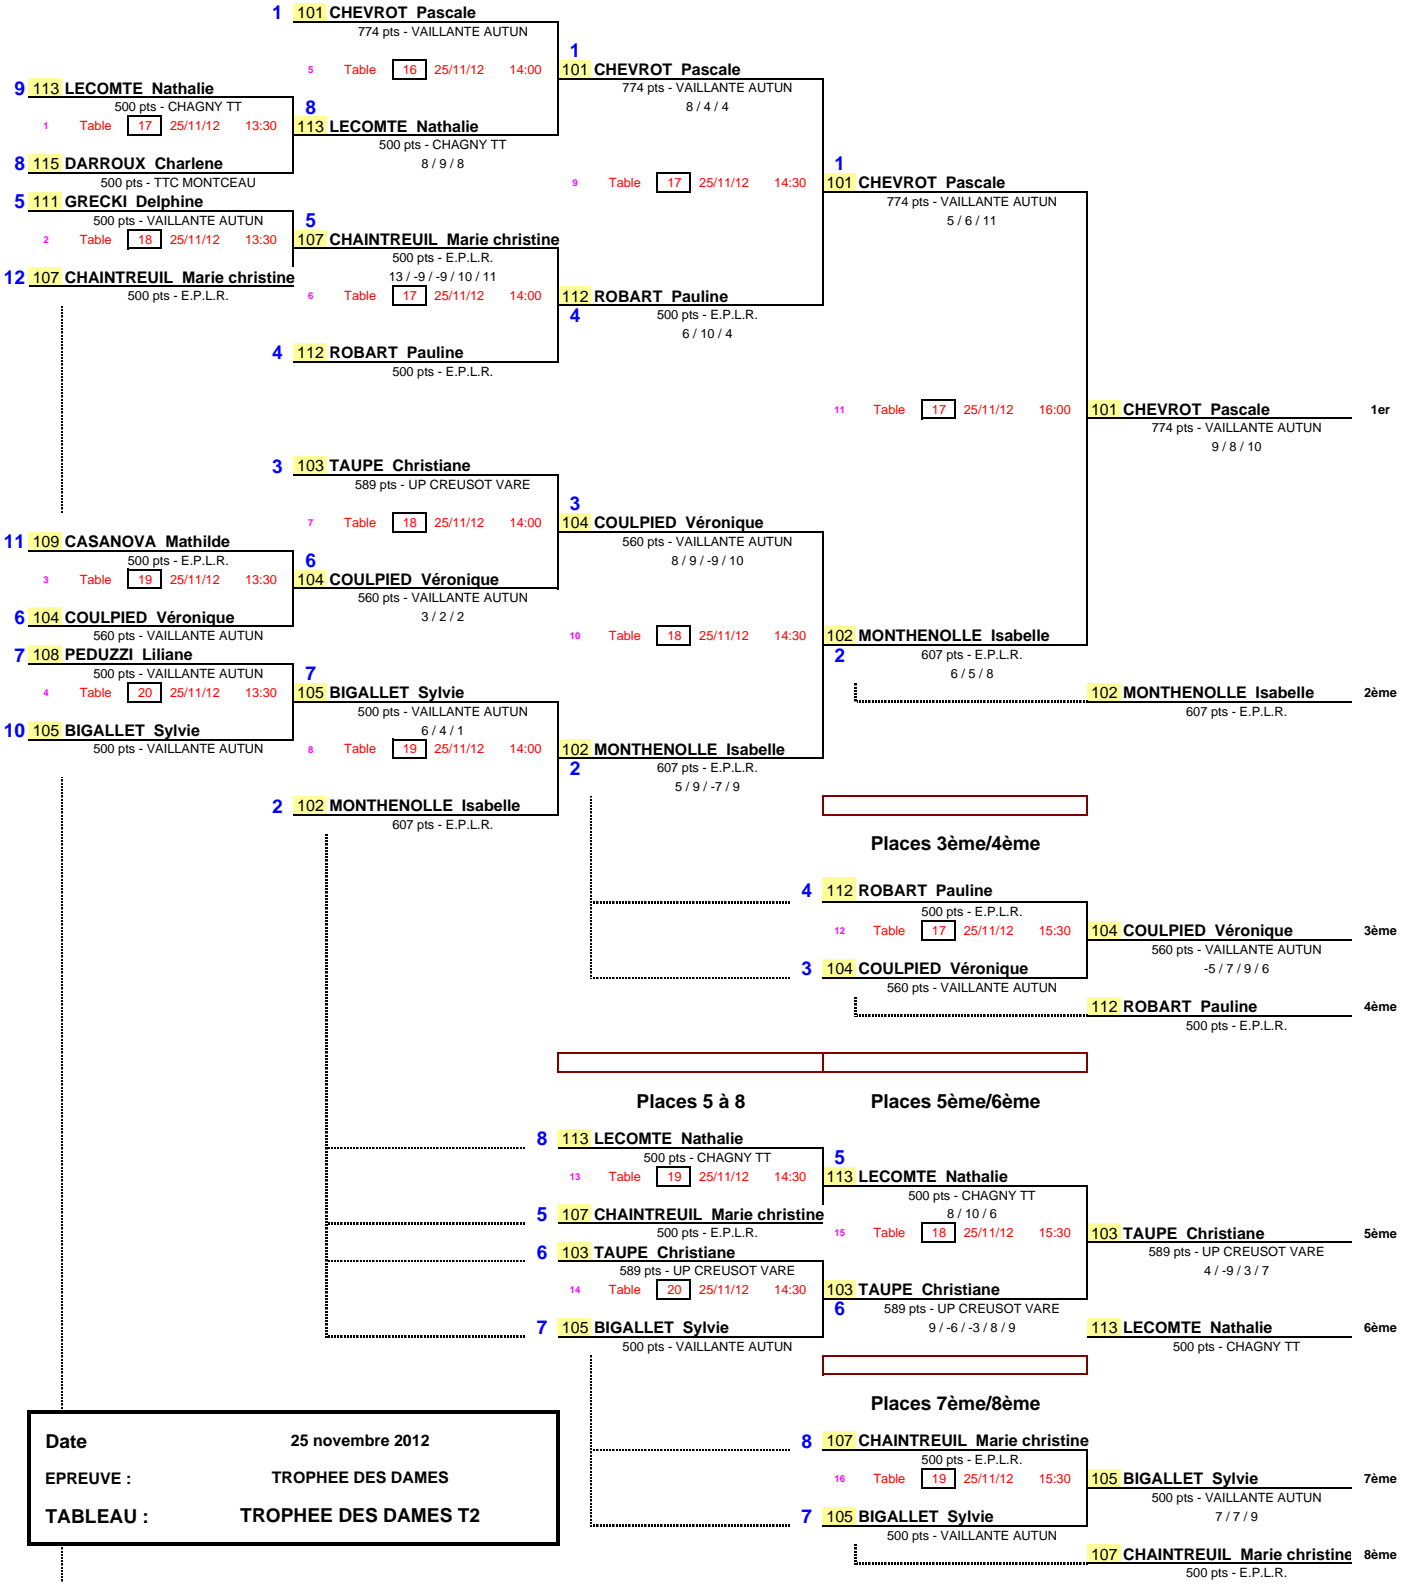 1 101 CHEVROT Pascale
774 pts - VAILLANTE AUTUN
1
5 Table 16 25/11/12 14:00 101 CHEVROT Pascale
9 113 LECOMTE Nathalie 774 pts - VAILLANTE AUTUN
500 pts - CHAGNY TT 8 8 / 4 / 4
1 Table 17 25/11/12 13:30 113 LECOMTE Nathalie
500 pts - CHAGNY TT
8 115 DARROUX Charlene 8 / 9 / 8 1
500 pts - TTC MONTCEAU 9 Table 17 25/11/12 14:30 101 CHEVROT Pascale
5 111 GRECKI Delphine 774 pts - VAILLANTE AUTUN
500 pts - VAILLANTE AUTUN 5 5 / 6 / 11
2 Table 18 25/11/12 13:30 107 CHAINTREUIL Marie christine
500 pts - E.P.L.R.
12 107 CHAINTREUIL Marie christine 13 / -9 / -9 / 10 / 11
500 pts - E.P.L.R. 6 Table 17 25/11/12 14:00 112 ROBART Pauline
4 500 pts - E.P.L.R.
6 / 10 / 4
4 112 ROBART Pauline
500 pts - E.P.L.R.
11 Table 17 25/11/12 16:00 101 CHEVROT Pascale 1er
774 pts - VAILLANTE AUTUN
9 / 8 / 10
3 103 TAUPE Christiane
589 pts - UP CREUSOT VARE
3
7 Table 18 25/11/12 14:00 104 COULPIED Véronique
11 109 CASANOVA Mathilde 560 pts - VAILLANTE AUTUN
500 pts - E.P.L.R. 6 8 / 9 / -9 / 10
3 Table 19 25/11/12 13:30 104 COULPIED Véronique
560 pts - VAILLANTE AUTUN
6 104 COULPIED Véronique 3 / 2 / 2
560 pts - VAILLANTE AUTUN 10 Table 18 25/11/12 14:30 102 MONTHENOLLE Isabelle
7 108 PEDUZZI Liliane 2 607 pts - E.P.L.R.
500 pts - VAILLANTE AUTUN 7 6 / 5 / 8
4 Table 20 25/11/12 13:30 105 BIGALLET Sylvie 102 MONTHENOLLE Isabelle 2ème
500 pts - VAILLANTE AUTUN 607 pts - E.P.L.R.
10 105 BIGALLET Sylvie 6 / 4 / 1
500 pts - VAILLANTE AUTUN 8 Table 19 25/11/12 14:00 102 MONTHENOLLE Isabelle
2 607 pts - E.P.L.R.
5 / 9 / -7 / 9
2 102 MONTHENOLLE Isabelle
607 pts - E.P.L.R.
Places 3ème/4ème
4 112 ROBART Pauline
500 pts - E.P.L.R.
12 Table 17 25/11/12 15:30 104 COULPIED Véronique 3ème
560 pts - VAILLANTE AUTUN
3 104 COULPIED Véronique -5 / 7 / 9 / 6
560 pts - VAILLANTE AUTUN
112 ROBART Pauline 4ème
500 pts - E.P.L.R.
Places 5 à 8 Places 5ème/6ème
8 113 LECOMTE Nathalie
500 pts - CHAGNY TT 5
13 Table 19 25/11/12 14:30 113 LECOMTE Nathalie
500 pts - CHAGNY TT
5 107 CHAINTREUIL Marie christine 8 / 10 / 6
500 pts - E.P.L.R. 15 Table 18 25/11/12 15:30 103 TAUPE Christiane 5ème
6 103 TAUPE Christiane 589 pts - UP CREUSOT VARE
589 pts - UP CREUSOT VARE 4 / -9 / 3 / 7
14 Table 20 25/11/12 14:30 103 TAUPE Christiane
6 589 pts - UP CREUSOT VARE
7 105 BIGALLET Sylvie 9 / -6 / -3 / 8 / 9 113 LECOMTE Nathalie 6ème
500 pts - VAILLANTE AUTUN 500 pts - CHAGNY TT
Places 7ème/8ème
8 107 CHAINTREUIL Marie christine
500 pts - E.P.L.R.
16 Table 19 25/11/12 15:30 105 BIGALLET Sylvie 7ème
500 pts - VAILLANTE AUTUN
7 105 BIGALLET Sylvie 7 / 7 / 9
500 pts - VAILLANTE AUTUN
107 CHAINTREUIL Marie christine 8ème
500 pts - E.P.L.R.
Date 25 novembre 2012
EPREUVE : TROPHEE DES DAMES
TABLEAU : TROPHEE DES DAMES T2